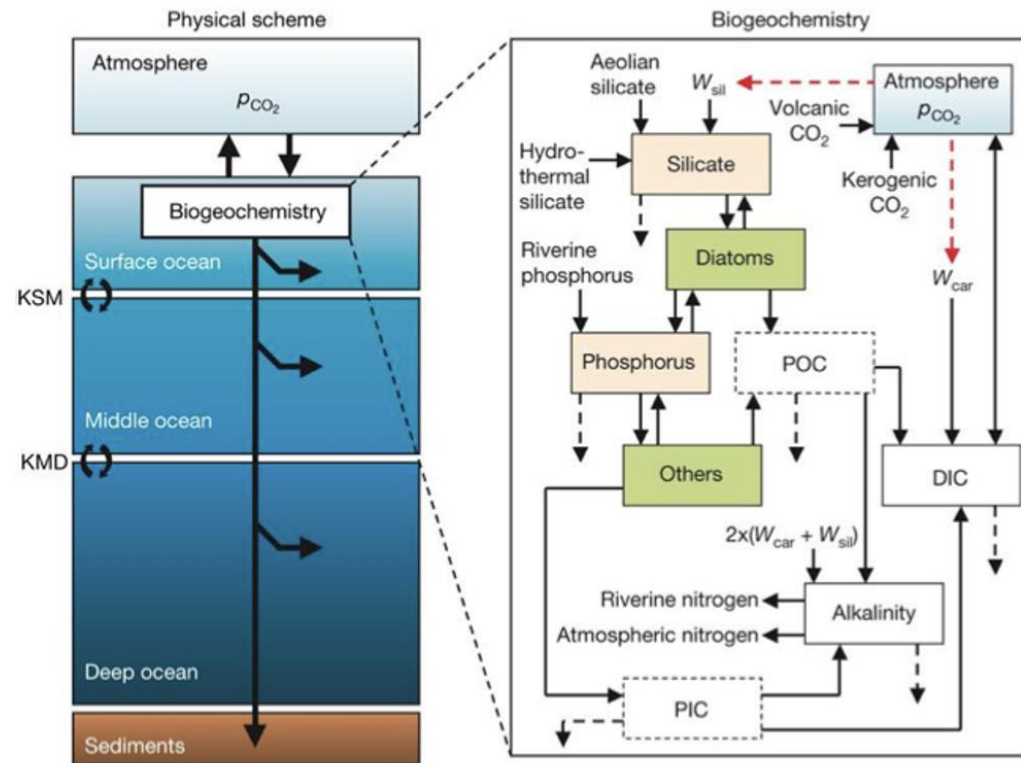 Physical scheme
Atmosphere
pCO₂
Biogeochemistry
Surface ocean
KSM
Middle ocean
KMD
Deep ocean
Sediments
Biogeochemistry
Aeolian
silicate
Wsil
Atmosphere
pCO₂
Volcanic
CO₂
Kerogenic
CO₂
Hydro-
thermal
silicate
Silicate
Riverine
phosphorus
Diatoms
Wcar
Phosphorus
POC
Others
DIC
2x(Wcar + Wsil)
Riverine nitrogen
Alkalinity
Atmospheric nitrogen
PIC